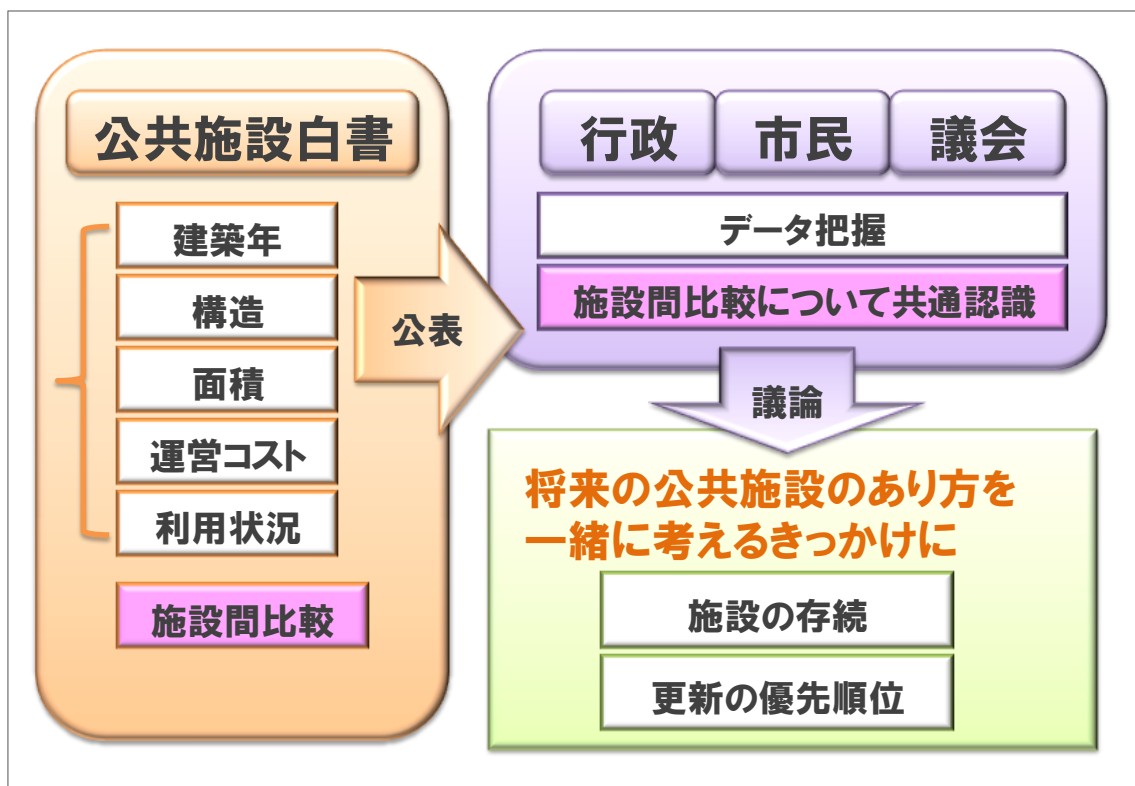 公共施設白書
建築年
構造
面積
運営コスト
利用状況
施設間比較
公表
行政 市民 議会
データ把握
施設間比較について共通認識
議論
将来の公共施設のあり方を
一緒に考えるきっかけに
施設の存続
更新の優先順位